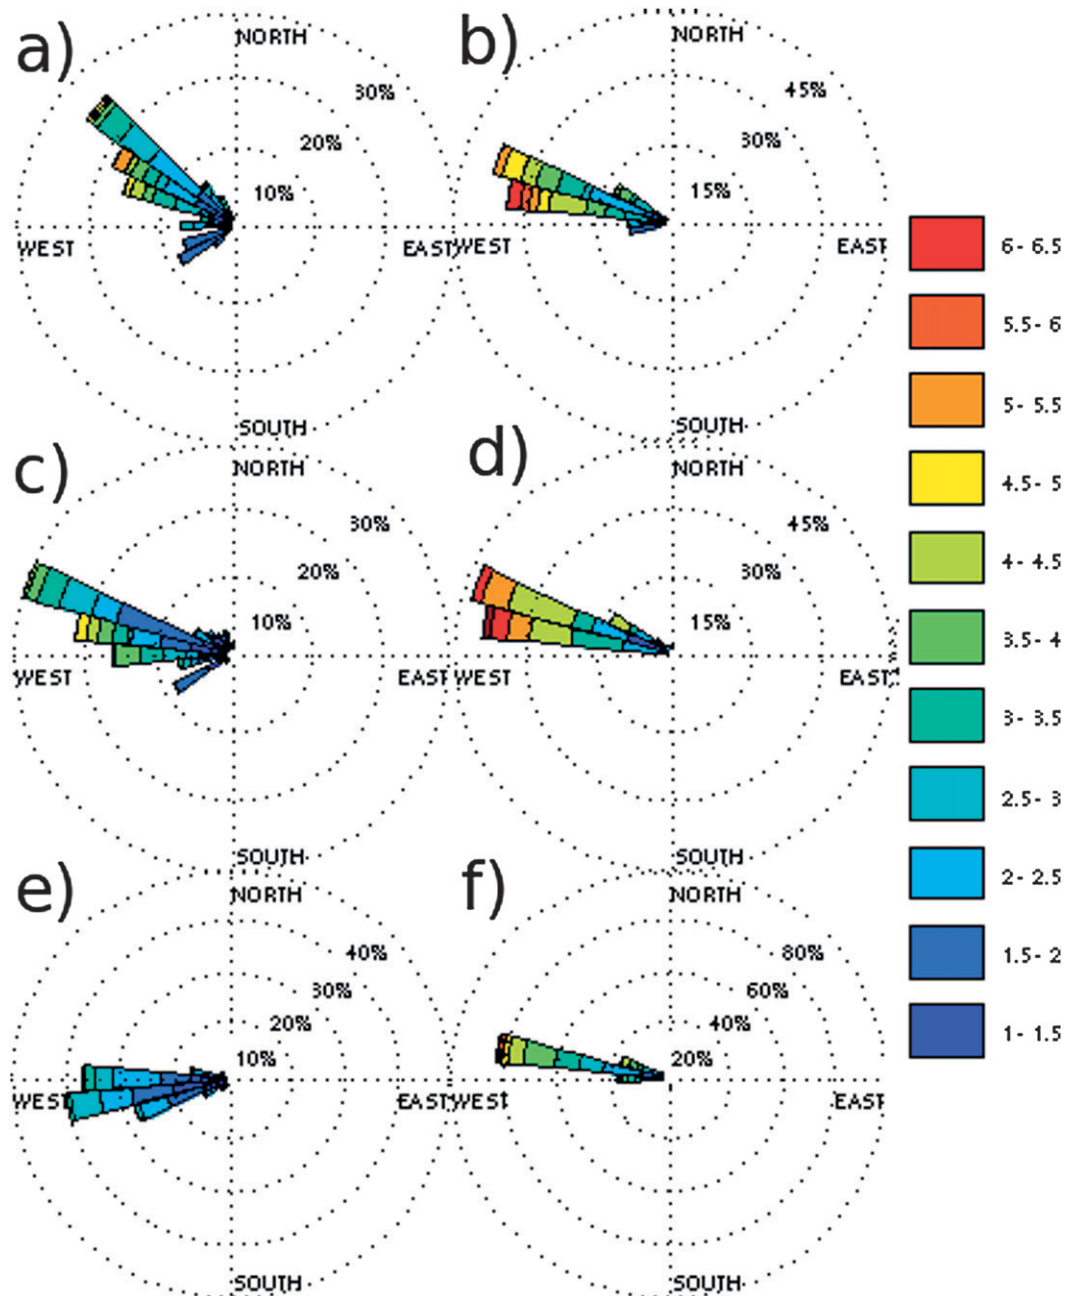 a)
NORTH
30%
20%
10%
WEST
EAST
SOUTH
b)
NORTH
45%
30%
15%
WEST
EAST
SOUTH
c)
NORTH
30%
20%
10%
WEST
EAST
SOUTH
d)
NORTH
45%
30%
15%
WEST
EAST
SOUTH
e)
NORTH
40%
30%
20%
10%
WEST
EAST
SOUTH
f)
NORTH
80%
60%
40%
20%
WEST
EAST
SOUTH
6- 6.5
5.5- 6
5- 5.5
4.5- 5
4- 4.5
3.5- 4
3- 3.5
2.5- 3
2- 2.5
1.5- 2
1- 1.5